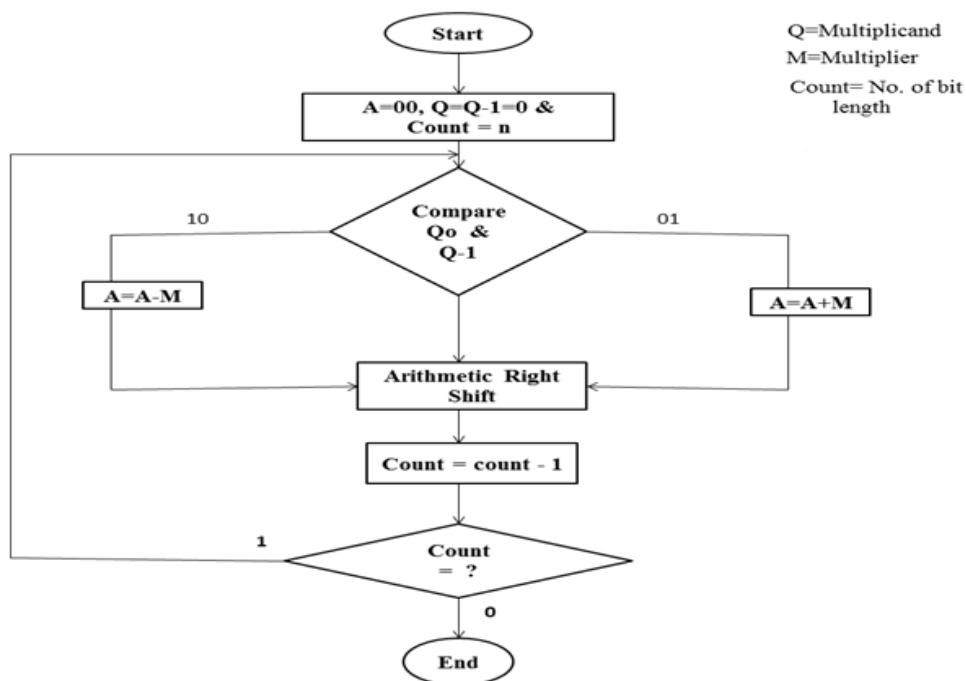 Start
Q=Multiplicand
M=Multiplier
Count= No. of bit
length
A=00, Q=Q-1=0 &
Count = n
Compare
Qo &
Q-1
10
01
A=A-M
A=A+M
Arithmetic Right
Shift
Count = count - 1
1
Count
= ?
0
End